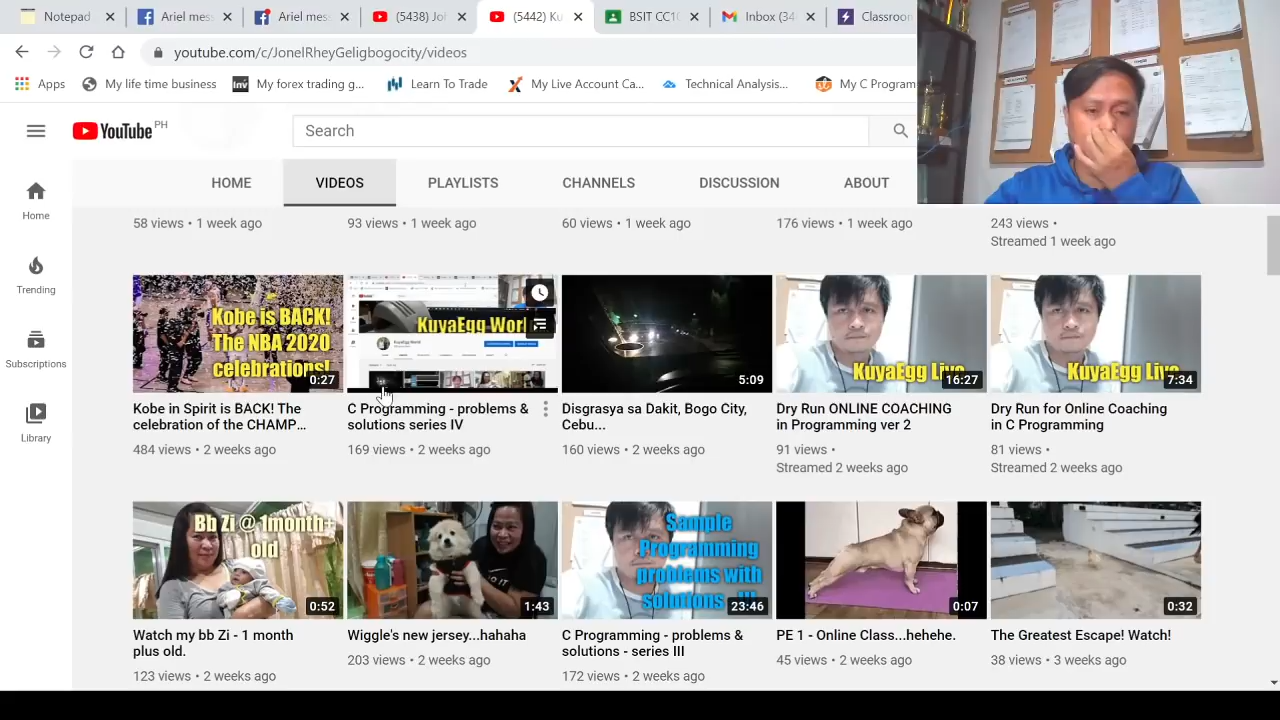 Notepad
Ariel mes
Ariel mes
(5438) Jo
(5442) Ku
BSIT CC1
Inbox (34
Classroo
youtube.com/c/JonelRheyGeligbogocity/videos
Apps
My life time business
My forex trading g...
Learn To Trade
My Live Account Ca...
Technical Analysis...
My C Program
YouTube PH
Search
HOME
VIDEOS
PLAYLISTS
CHANNELS
DISCUSSION
ABOUT
Home
Trending
Subscriptions
Library
58 views • 1 week ago
93 views • 1 week ago
60 views • 1 week ago
176 views • 1 week ago
243 views •
Streamed 1 week ago
Kobe is BACK!
The NBA 2020
celebrations!
0:27
Kobe in Spirit is BACK! The
celebration of the CHAMP...
484 views • 2 weeks ago
KuyaEgg Worl
KuyaEgg World
C Programming - problems &
solutions series IV
169 views • 2 weeks ago
5:09
Disgrasya sa Dakit, Bogo City,
Cebu...
160 views • 2 weeks ago
KuyaEgg Live
16:27
Dry Run ONLINE COACHING
in Programming ver 2
91 views •
Streamed 2 weeks ago
KuyaEgg Live
7:34
Dry Run for Online Coaching
in C Programming
81 views •
Streamed 2 weeks ago
Bb Zi @ 1month+
old
0:52
Watch my bb Zi - 1 month
plus old.
123 views • 2 weeks ago
1:43
Wiggle's new jersey...hahaha
203 views • 2 weeks ago
Sample
Programming
problems with
solutions
23:46
C Programming - problems &
solutions - series III
172 views • 2 weeks ago
0:07
PE 1 - Online Class...hehehe.
45 views • 2 weeks ago
0:32
The Greatest Escape! Watch!
38 views • 3 weeks ago